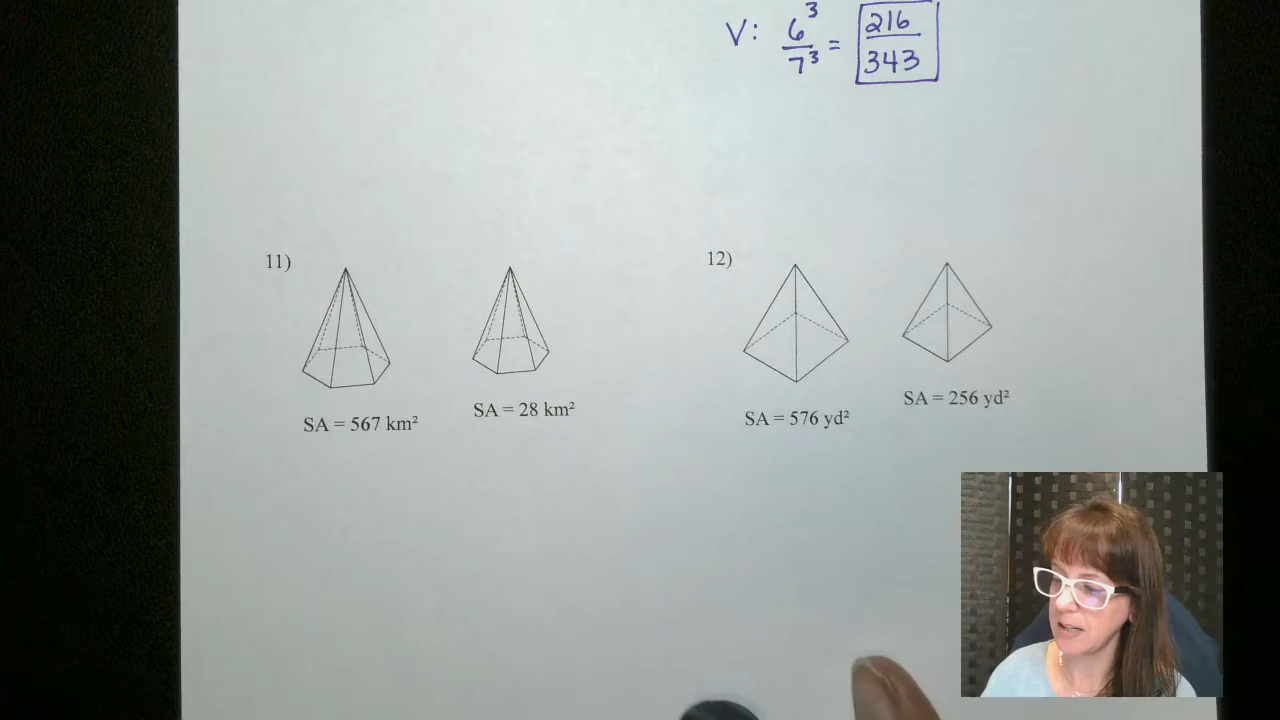 V: 6³/7³ = 216/343
11)
SA = 567 km²
SA = 28 km²
12)
SA = 576 yd²
SA = 256 yd²